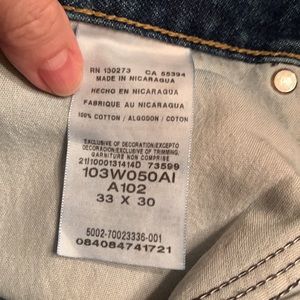 RN 130273 CA 55394
MADE IN NICARAGUA
HECHO EN NICARAGUA
FABRIQUE AU NICARAGUA
100% COTTON / ALGODON / COTON
EXCLUSIVE OF DECORATION/EXCEPTO
DECORACION/EXCLUSIVE OF TRIMMING
GARNITURE NON COMPRISE
2111000131414D 73599
103W050AI
A102
33 X 30
5002-70023336-001
084084741721